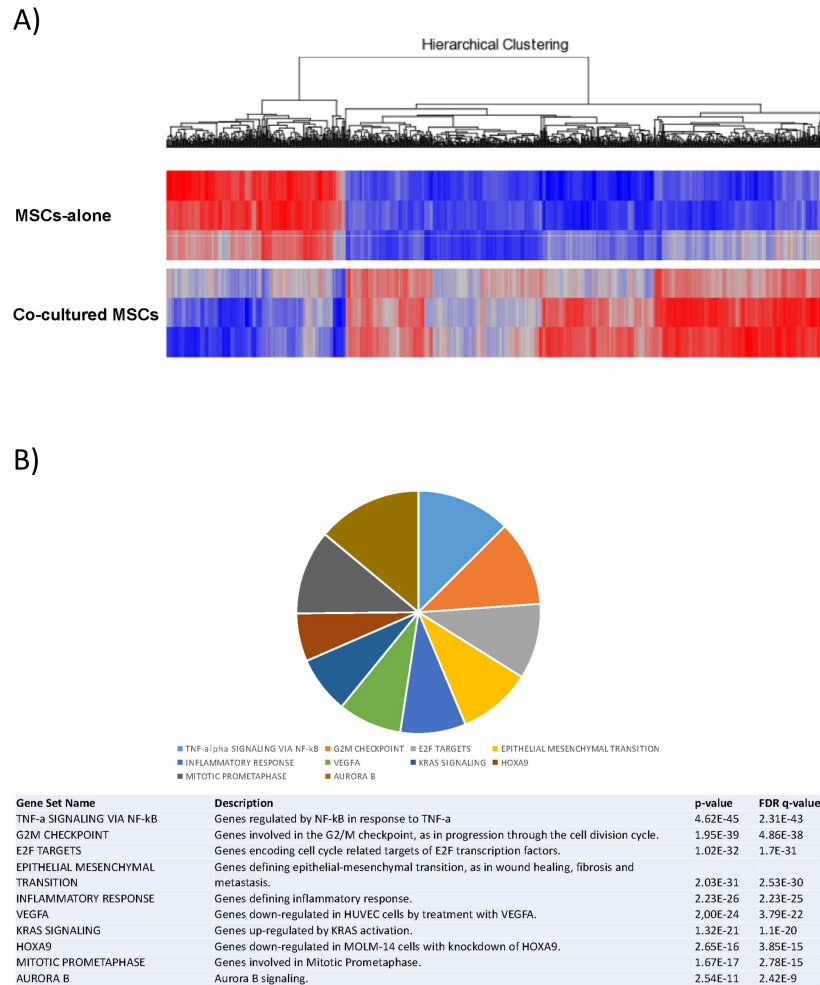 A)
Hierarchical Clustering
MSCs-alone
Co-cultured MSCs
B)
TNF-alpha SIGNALING VIA NF-kB G2M CHECKPOINT E2F TARGETS EPITHELIAL MESENCHYMAL TRANSITION
INFLAMMATORY RESPONSE VEGFA KRAS SIGNALING HOXA9
MITOTIC PROMETAPHASE AURORA B
Gene Set Name Description p-value FDR q-value
TNF-a SIGNALING VIA NF-kB Genes regulated by NF-kB in response to TNF-a 4.62E-45 2.31E-43
G2M CHECKPOINT Genes involved in the G2/M checkpoint, as in progression through the cell division cycle. 1.95E-39 4.86E-38
E2F TARGETS Genes encoding cell cycle related targets of E2F transcription factors. 1.02E-32 1.7E-31
EPITHELIAL MESENCHYMAL Genes defining epithelial-mesenchymal transition, as in wound healing, fibrosis and
TRANSITION metastasis. 2.03E-31 2.53E-30
INFLAMMATORY RESPONSE Genes defining inflammatory response. 2.23E-26 2.23E-25
VEGFA Genes down-regulated in HUVEC cells by treatment with VEGFA. 2,00E-24 3.79E-22
KRAS SIGNALING Genes up-regulated by KRAS activation. 1.32E-21 1.1E-20
HOXA9 Genes down-regulated in MOLM-14 cells with knockdown of HOXA9. 2.65E-16 3.85E-15
MITOTIC PROMETAPHASE Genes involved in Mitotic Prometaphase. 1.67E-17 2.78E-15
AURORA B Aurora B signaling. 2.54E-11 2.42E-9